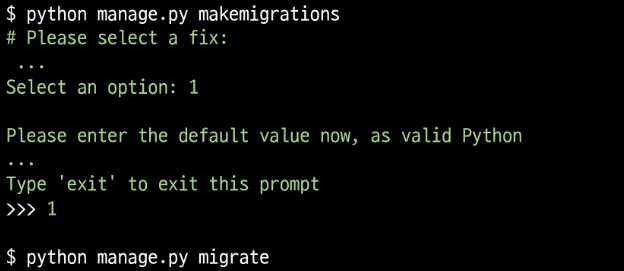 $ python manage.py makemigrations
# Please select a fix:
...
Select an option: 1
Please enter the default value now, as valid Python
...
Type 'exit' to exit this prompt
>>> 1
$ python manage.py migrate